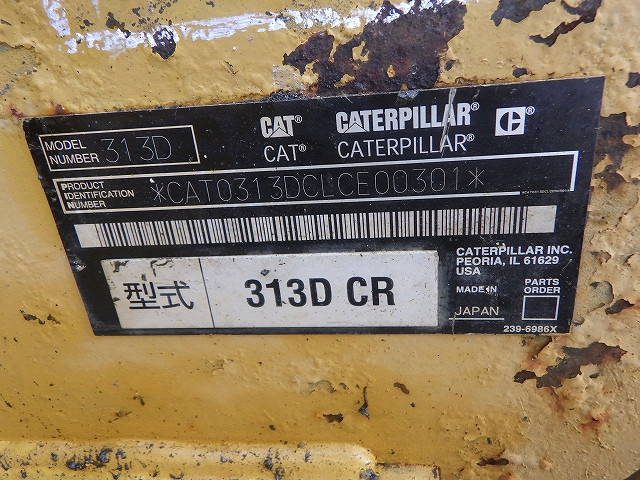 MODEL NUMBER 313D
CAT® CATERPILLAR® C®
CAT® CATERPILLAR®
PRODUCT IDENTIFICATION NUMBER *CAT0313DCLCE00301*
型式 313D CR
CATERPILLAR INC.
PEORIA, IL 61629
USA
MADE IN JAPAN
PARTS ORDER
239-6986X